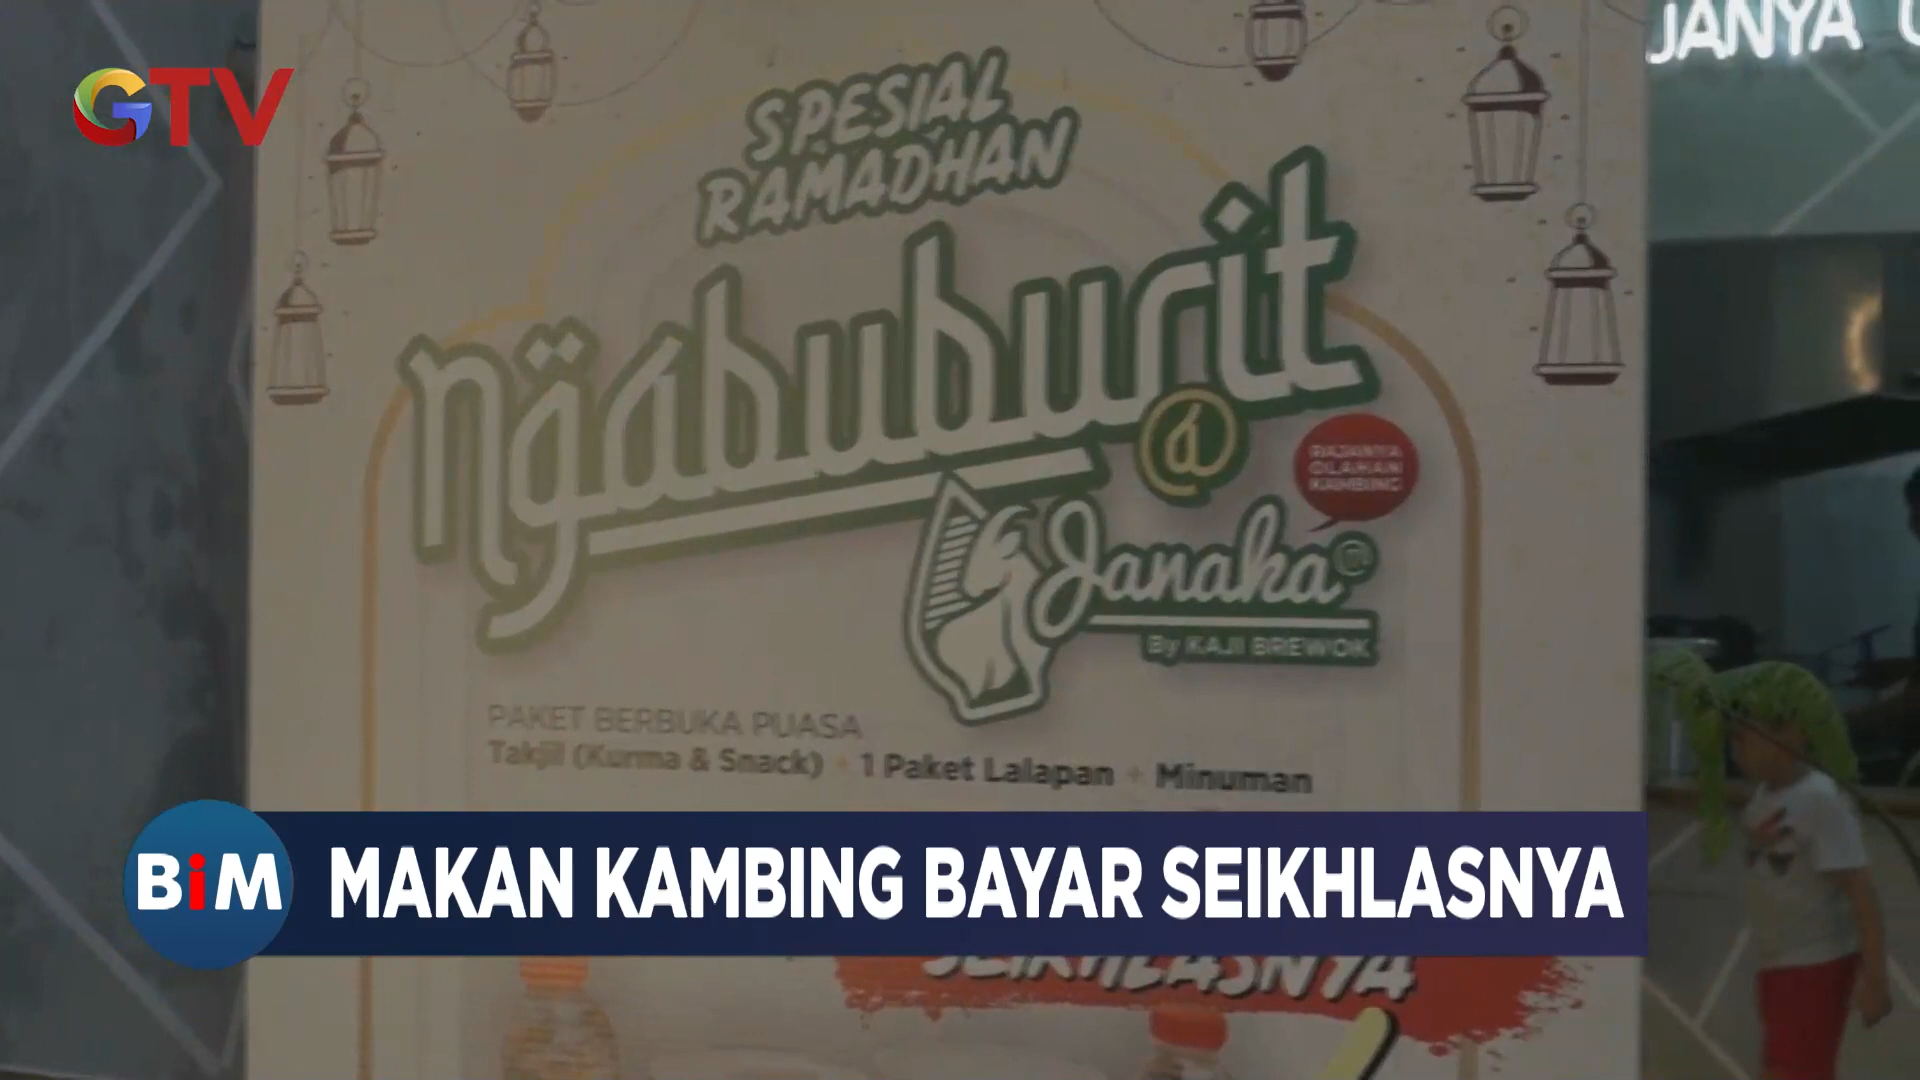 GTV
JANYA
SPESIAL
RAMADHAN
ngabuburit
@
RAJANYA
OLAHAN
KAMBING
Janaka
By KAJI BREWOK
PAKET BERBUKA PUASA
Takjil (Kurma & Snack) + 1 Paket Lalapan + Minuman
BiM MAKAN KAMBING BAYAR SEIKHLASNYA
SEIKHLASNYA